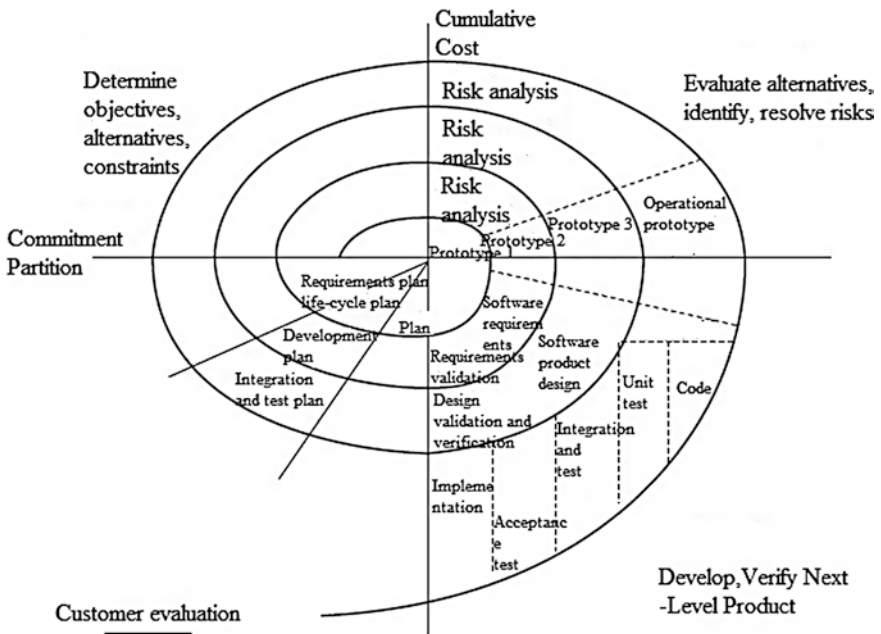 Cumulative
Cost
Determine
objectives,
alternatives,
constraints
Evaluate alternatives,
identify, resolve risks
Risk analysis
Risk
analysis
Risk
analysis
Operational
prototype
Prototype 3
Prototype 2
Prototype 1
Commitment
Partition
Requirements plan
life-cycle plan
Plan
Development
plan
Integration
and test plan
Software
requirem
ents
Requirements
validation
Software
product
design
Design
validation and
verification
Unit
test
Code
Integration
and
test
Impleme
ntation
Acceptanc
e
test
Develop,Verify Next
-Level Product
Customer evaluation